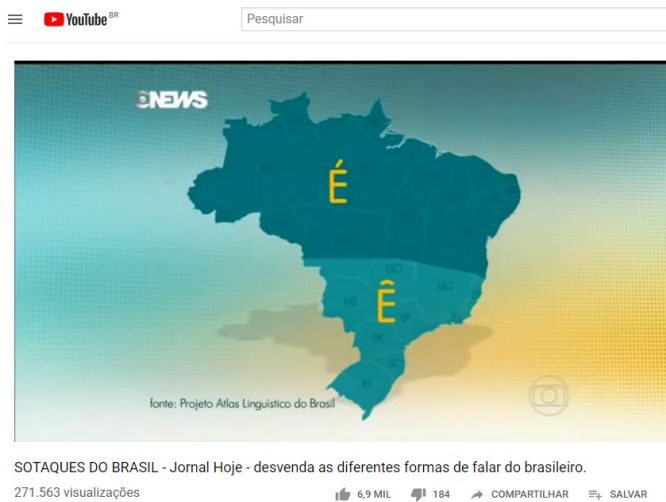 YouTube BR
Pesquisar
GNEWS
É
GO
MG
Ê
MS
SP
RJ
PR
SC
RS
fonte: Projeto Atlas Linguístico do Brasil
SOTAQUES DO BRASIL - Jornal Hoje - desvenda as diferentes formas de falar do brasileiro.
271.563 visualizações
6,9 MIL
184
COMPARTILHAR
SALVAR